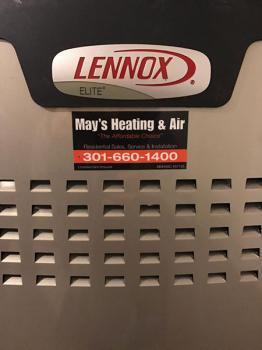 LENNOX
ELITE®
May's Heating & Air
"The Affordable Choice"
Residential Sales, Service & Installation
301-660-1400